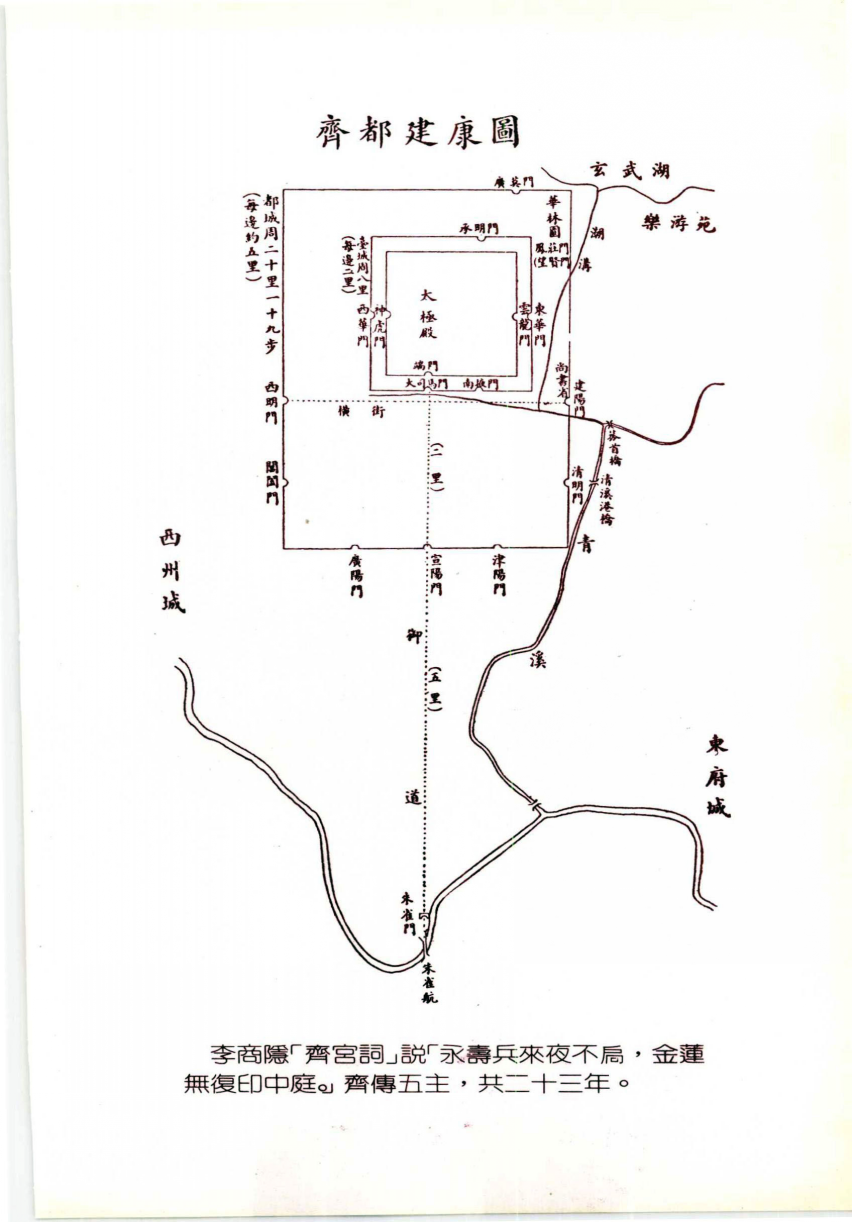 齊都建康圖
玄武湖
樂游苑
廣莫門
華林園
湖溝
鳳莊門
(望賢門)
承明門
都城周二十里一十九步
(每邊約五里)
臺城周八里
(每邊二里)
太極殿
西華門
神虎門
雲龍門
東華門
端門
大司馬門
南掖門
尚書省
建陽門
西明門
橫街
菰首橋
(二里)
閶闔門
清明門
清溪港橋
青溪
西州城
廣陽門
宣陽門
津陽門
御道
(五里)
東府城
朱雀門
朱雀航
李商隱「齊宮詞」說「永壽兵來夜不扃，金蓮
無復印中庭。」齊傳五主，共二十三年。